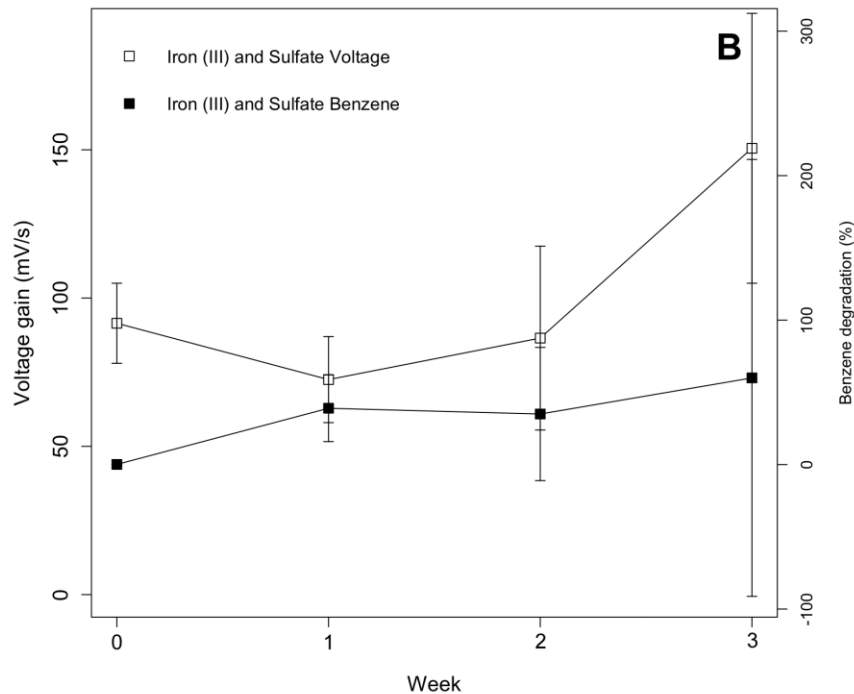 B
Iron (III) and Sulfate Voltage
Iron (III) and Sulfate Benzene
Voltage gain (mV/s)
150
100
50
0
Benzene degradation (%)
300
200
100
0
-100
0 1 2 3
Week